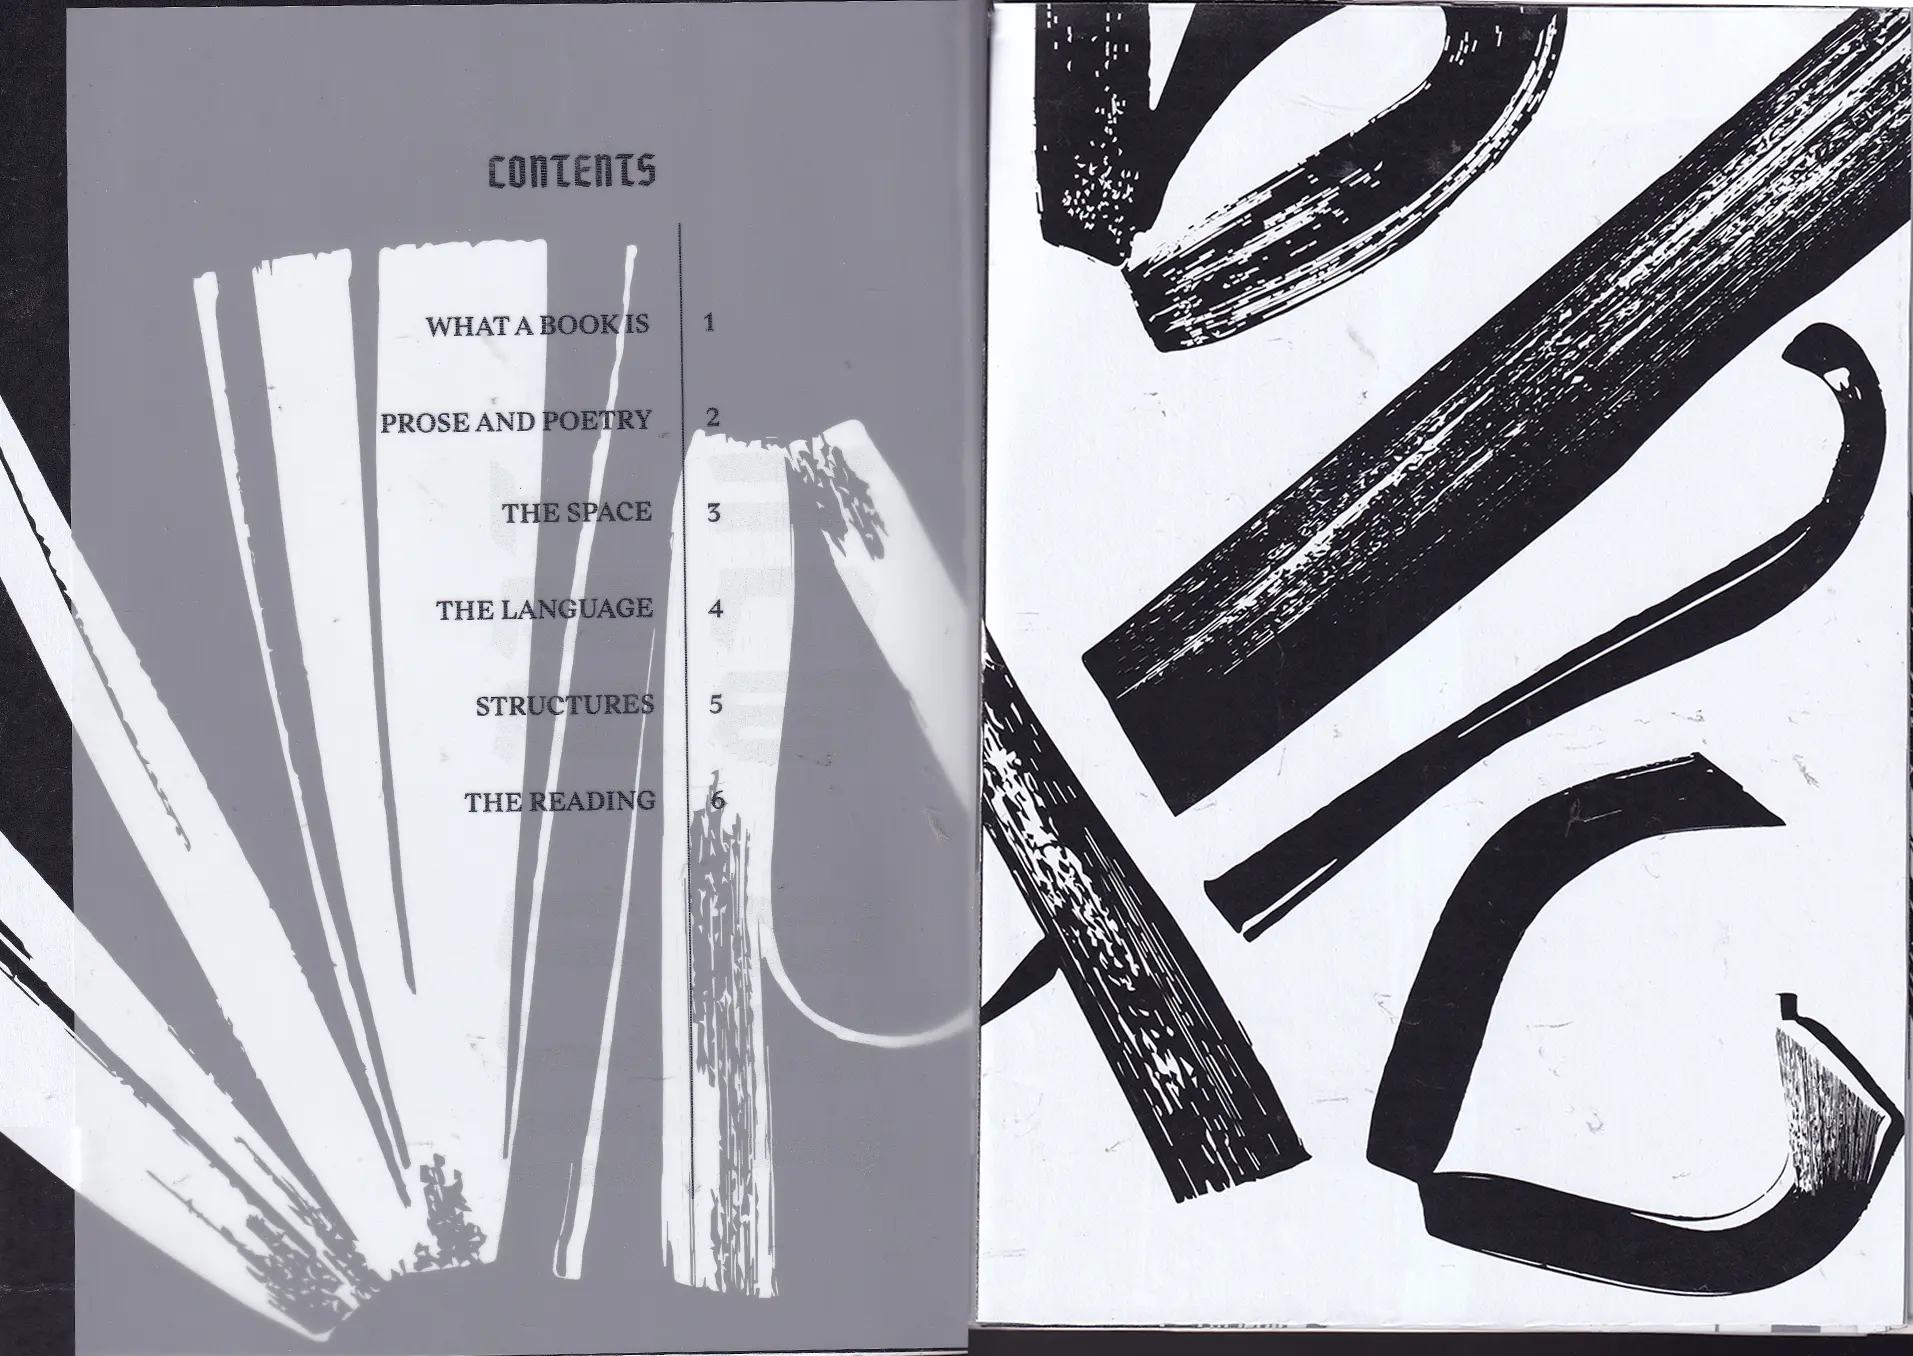 CONTENTS
WHAT A BOOK IS 1
PROSE AND POETRY 2
THE SPACE 3
THE LANGUAGE 4
STRUCTURES 5
THE READING 6